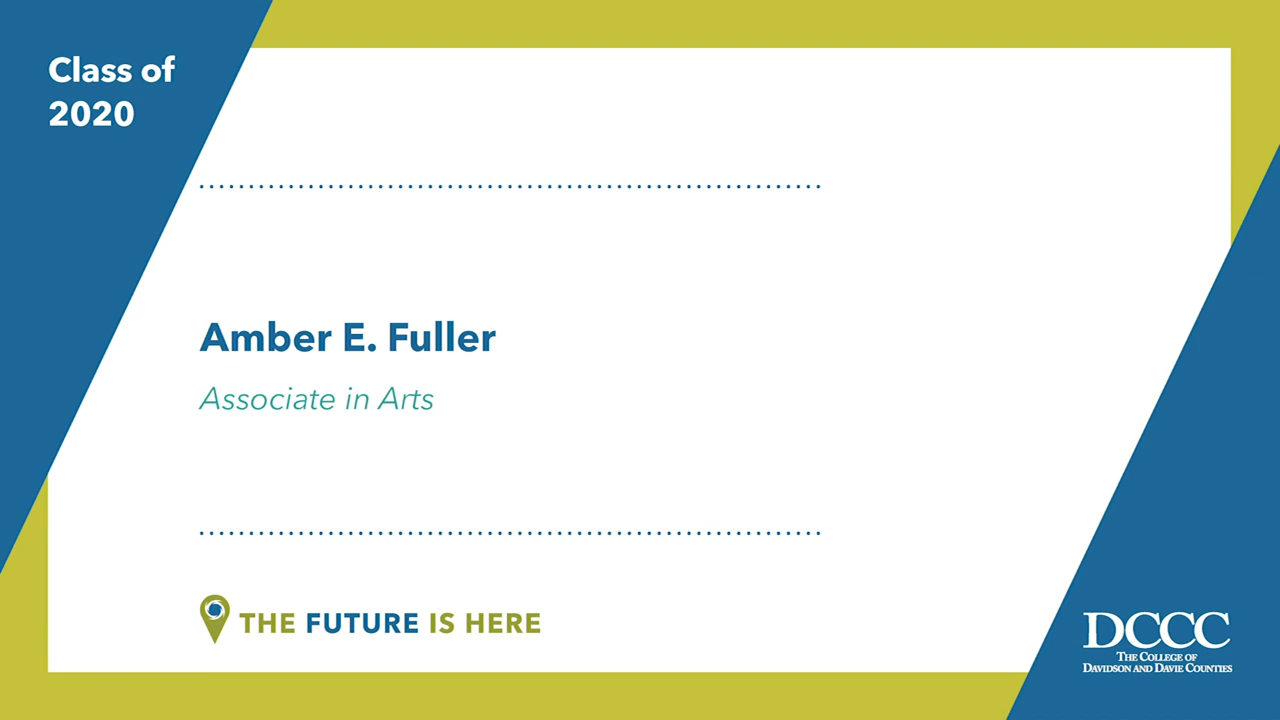 Class of
2020
Amber E. Fuller
Associate in Arts
THE FUTURE IS HERE
DCCC
THE COLLEGE OF
DAVIDSON AND DAVIE COUNTIES